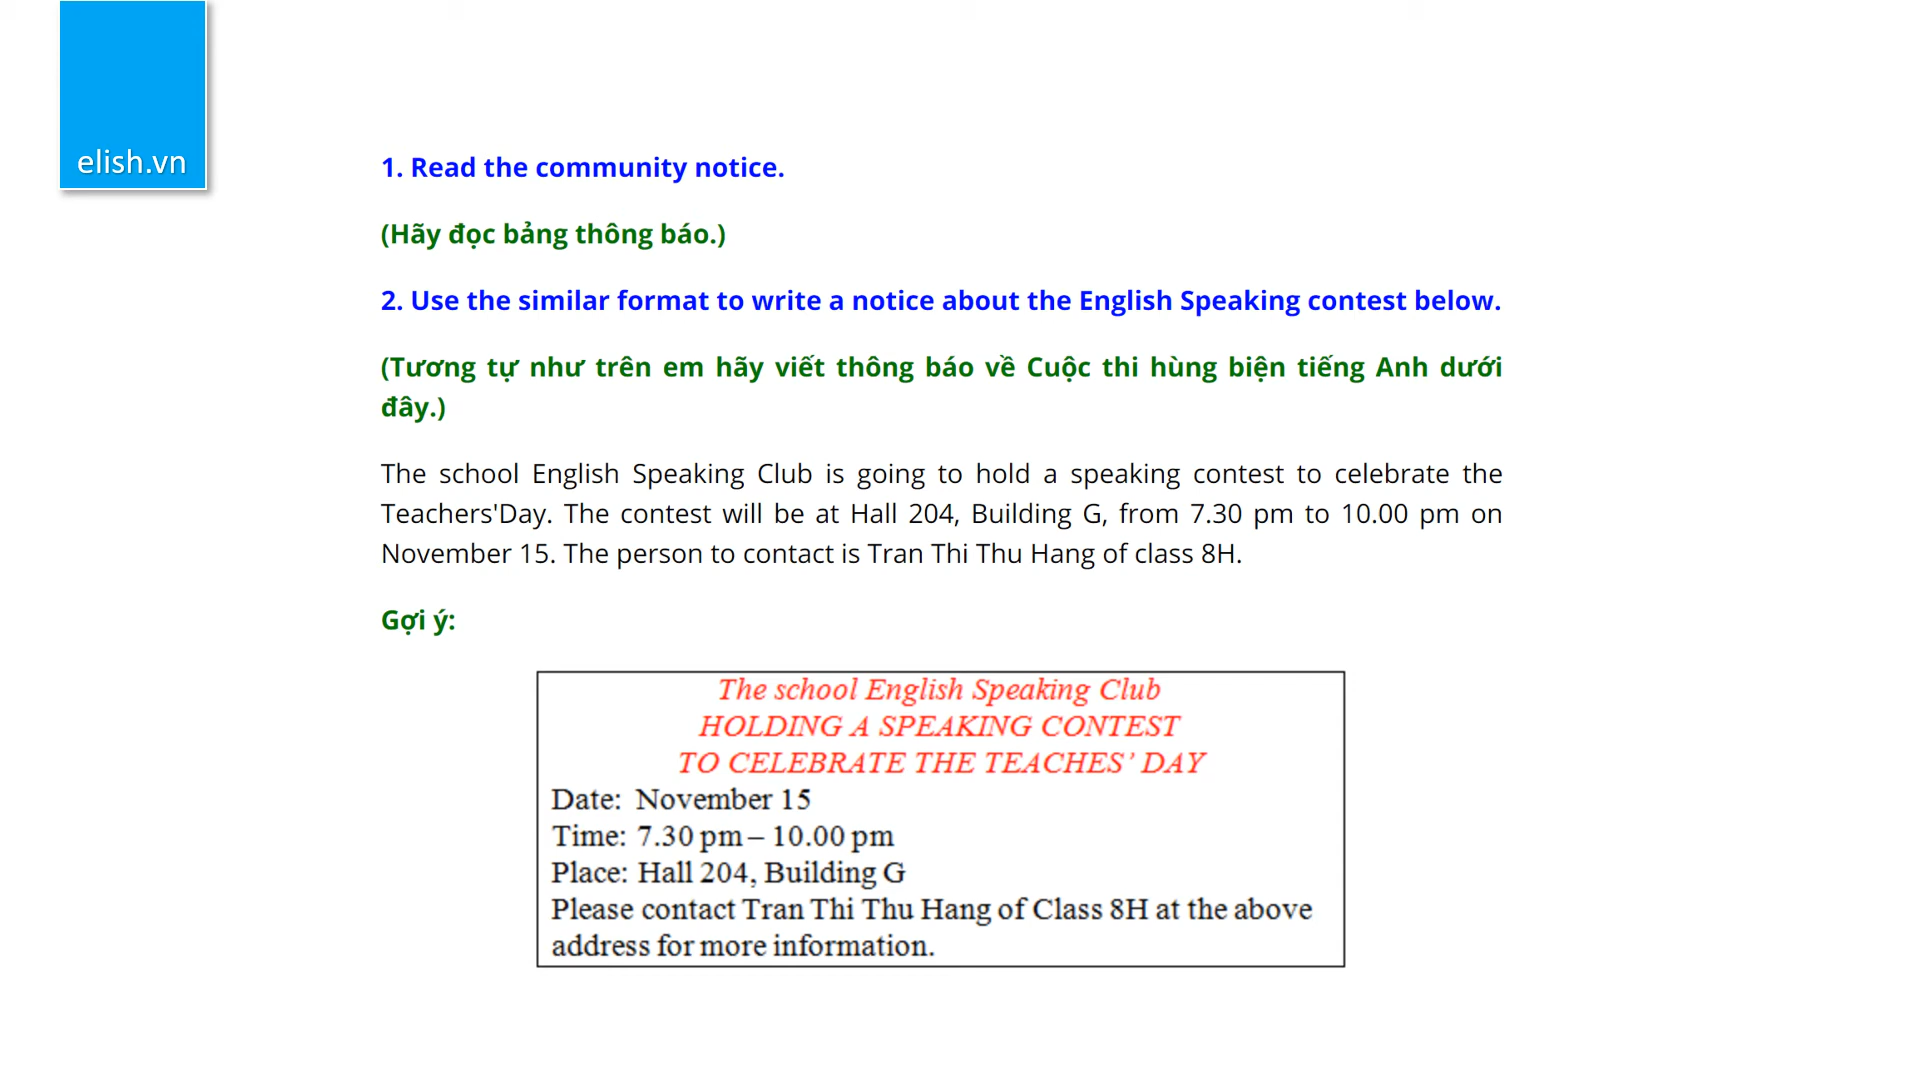 elish.vn
1. Read the community notice.
(Hãy đọc bảng thông báo.)
2. Use the similar format to write a notice about the English Speaking contest below.
(Tương tự như trên em hãy viết thông báo về Cuộc thi hùng biện tiếng Anh dưới
đây.)
The school English Speaking Club is going to hold a speaking contest to celebrate the
Teachers'Day. The contest will be at Hall 204, Building G, from 7.30 pm to 10.00 pm on
November 15. The person to contact is Tran Thi Thu Hang of class 8H.
Gợi ý:
The school English Speaking Club
HOLDING A SPEAKING CONTEST
TO CELEBRATE THE TEACHES’ DAY
Date: November 15
Time: 7.30 pm – 10.00 pm
Place: Hall 204, Building G
Please contact Tran Thi Thu Hang of Class 8H at the above
address for more information.